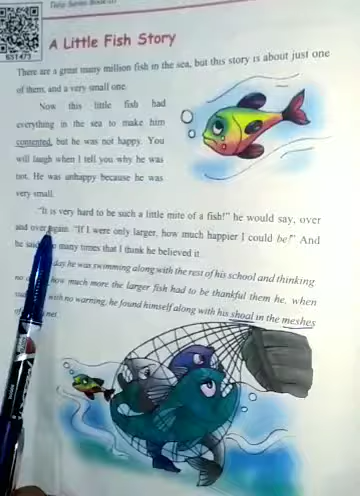 651473
A Little Fish Story
There are a great many million fish in the sea, but this story is about just one
of them, and a very small one.
Now this little fish had
everything in the sea to make him
contented, but he was not happy. You
will laugh when I tell you why he was
not. He was unhappy because he was
very small.
"It is very hard to be such a little mite of a fish!" he would say, over
and over again. "If I were only larger, how much happier I could be!" And
he said many times that I think he believed it.
day he was swimming along with the rest of his school and thinking
how much more the larger fish had to be thankful them he, when
with no warning, he found himself along with his shoal in the meshes
net.